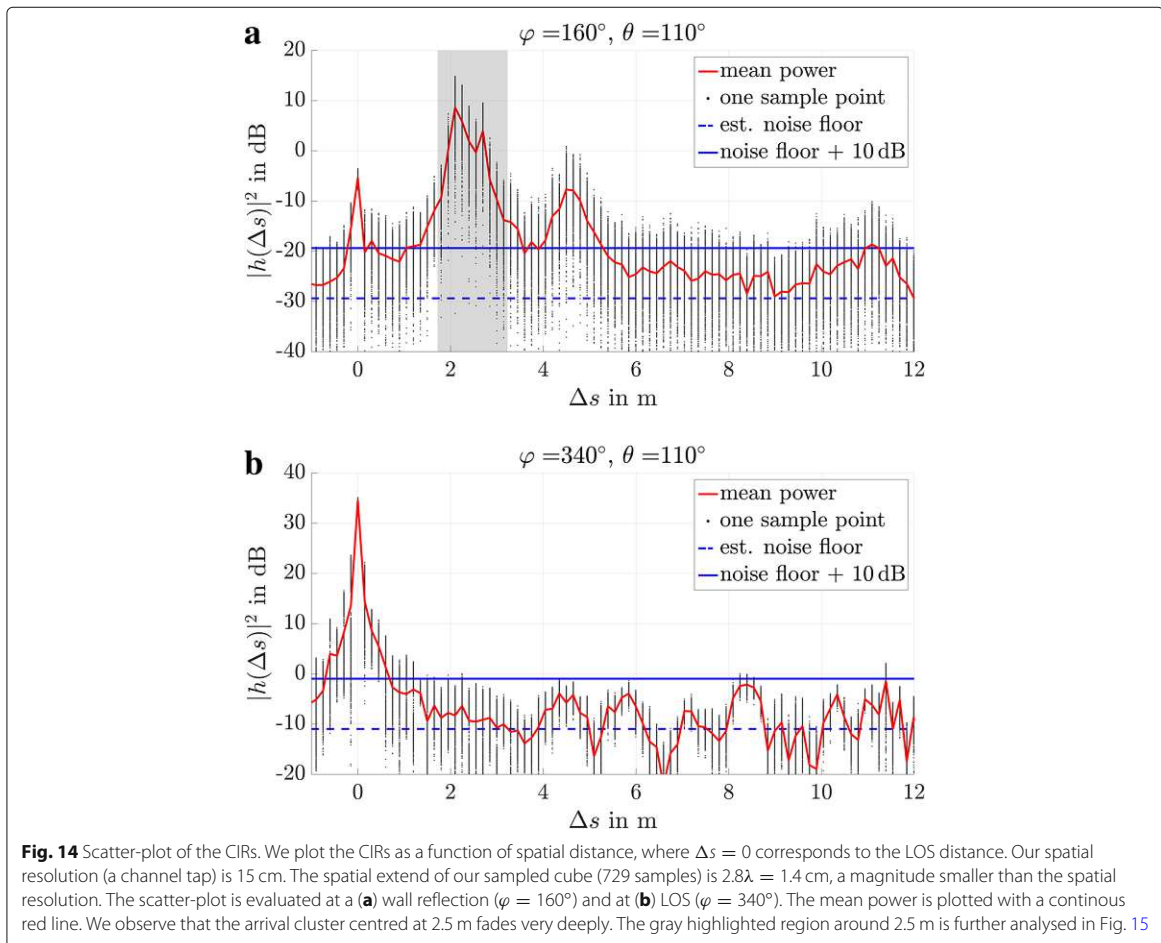 a
φ =160°, θ =110°
20
10
0
-10
-20
-30
-40
|h(Δs)|² in dB
mean power
one sample point
est. noise floor
noise floor + 10 dB
0 2 4 6 8 10 12
Δs in m
b
φ =340°, θ =110°
40
30
20
10
0
-10
-20
|h(Δs)|² in dB
mean power
one sample point
est. noise floor
noise floor + 10 dB
0 2 4 6 8 10 12
Δs in m
Fig. 14 Scatter-plot of the CIRs. We plot the CIRs as a function of spatial distance, where Δs = 0 corresponds to the LOS distance. Our spatial
resolution (a channel tap) is 15 cm. The spatial extend of our sampled cube (729 samples) is 2.8λ = 1.4 cm, a magnitude smaller than the spatial
resolution. The scatter-plot is evaluated at a (a) wall reflection (φ = 160°) and at (b) LOS (φ = 340°). The mean power is plotted with a continous
red line. We observe that the arrival cluster centred at 2.5 m fades very deeply. The gray highlighted region around 2.5 m is further analysed in Fig. 15